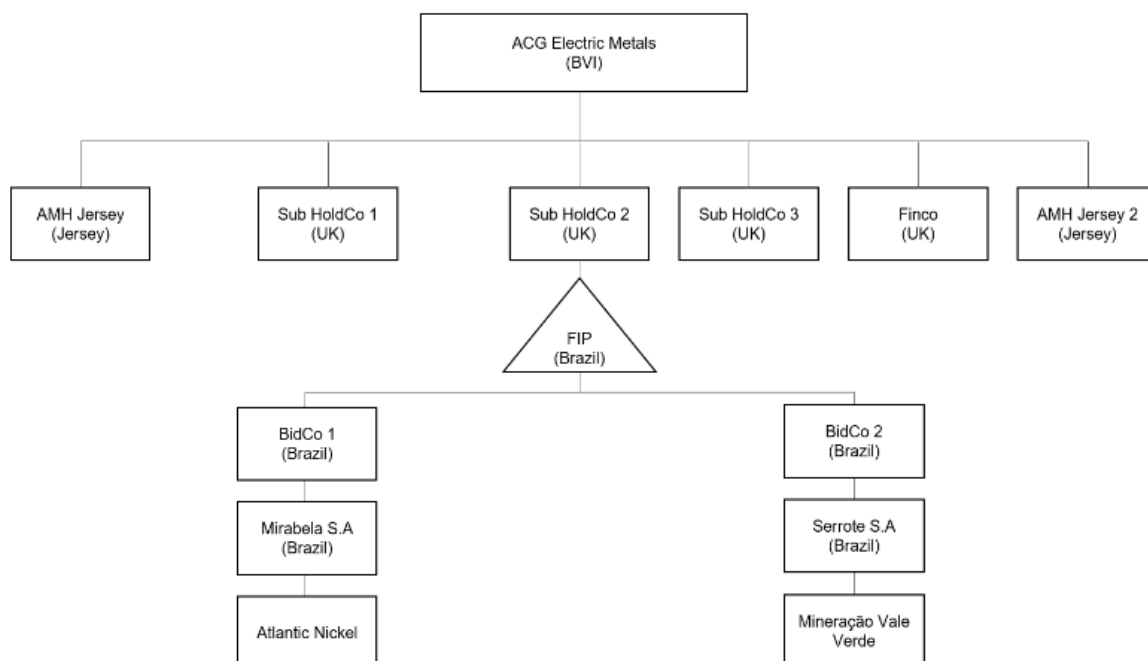 ACG Electric Metals
(BVI)
AMH Jersey
(Jersey)
Sub HoldCo 1
(UK)
Sub HoldCo 2
(UK)
Sub HoldCo 3
(UK)
Finco
(UK)
AMH Jersey 2
(Jersey)
FIP
(Brazil)
BidCo 1
(Brazil)
BidCo 2
(Brazil)
Mirabela S.A
(Brazil)
Serrote S.A
(Brazil)
Atlantic Nickel
Mineração Vale
Verde